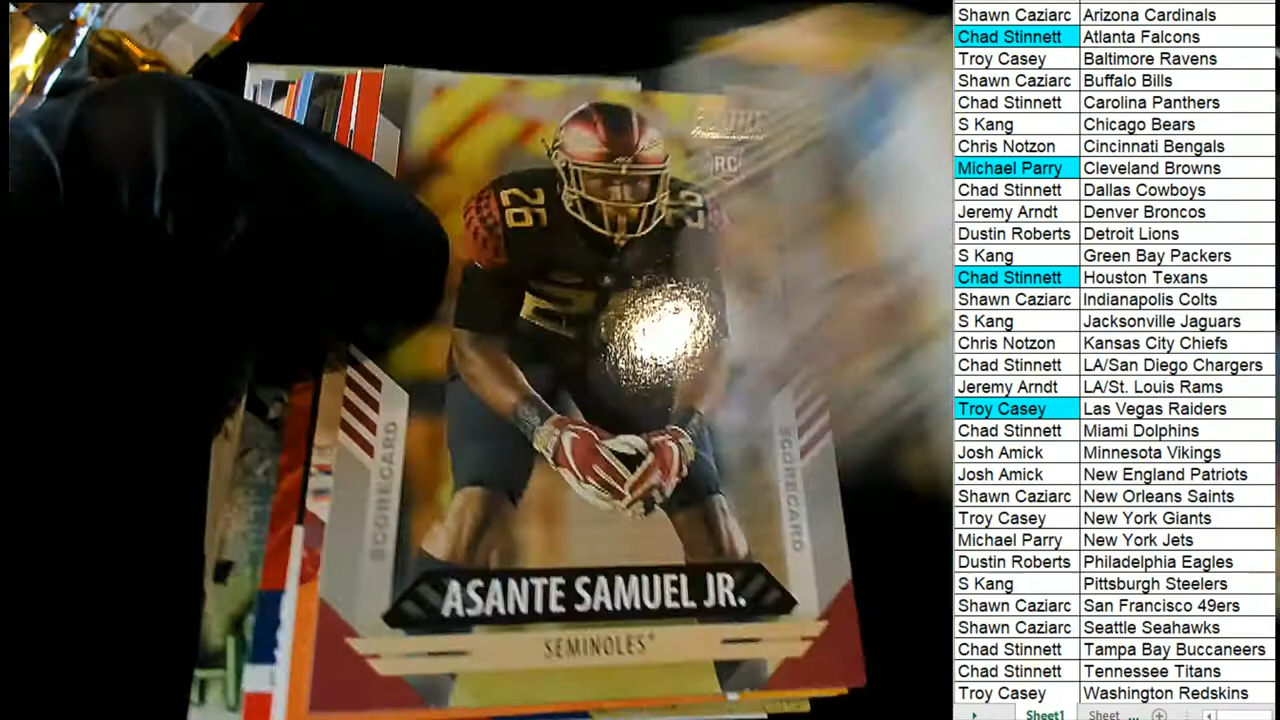 RC
26
26
SCORECARD
SCORECARD
ASANTE SAMUEL JR.
SEMINOLES
Shawn Caziarc Arizona Cardinals
Chad Stinnett Atlanta Falcons
Troy Casey Baltimore Ravens
Shawn Caziarc Buffalo Bills
Chad Stinnett Carolina Panthers
S Kang Chicago Bears
Chris Notzon Cincinnati Bengals
Michael Parry Cleveland Browns
Chad Stinnett Dallas Cowboys
Jeremy Arndt Denver Broncos
Dustin Roberts Detroit Lions
S Kang Green Bay Packers
Chad Stinnett Houston Texans
Shawn Caziarc Indianapolis Colts
S Kang Jacksonville Jaguars
Chris Notzon Kansas City Chiefs
Chad Stinnett LA/San Diego Chargers
Jeremy Arndt LA/St. Louis Rams
Troy Casey Las Vegas Raiders
Chad Stinnett Miami Dolphins
Josh Amick Minnesota Vikings
Josh Amick New England Patriots
Shawn Caziarc New Orleans Saints
Troy Casey New York Giants
Michael Parry New York Jets
Dustin Roberts Philadelphia Eagles
S Kang Pittsburgh Steelers
Shawn Caziarc San Francisco 49ers
Shawn Caziarc Seattle Seahawks
Chad Stinnett Tampa Bay Buccaneers
Chad Stinnett Tennessee Titans
Troy Casey Washington Redskins
Sheet1 Sheet ...